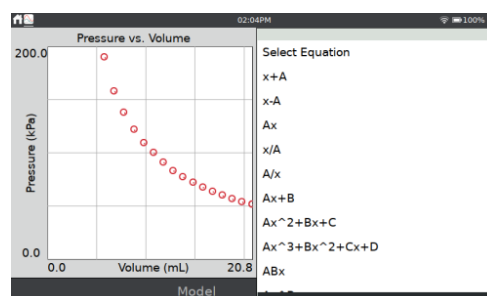 02:04PM 100%
Pressure vs. Volume
200.0
Pressure (kPa)
0.0
0.0 Volume (mL) 20.8
Model
Select Equation
x+A
x-A
Ax
x/A
A/x
Ax+B
Ax^2+Bx+C
Ax^3+Bx^2+Cx+D
ABx